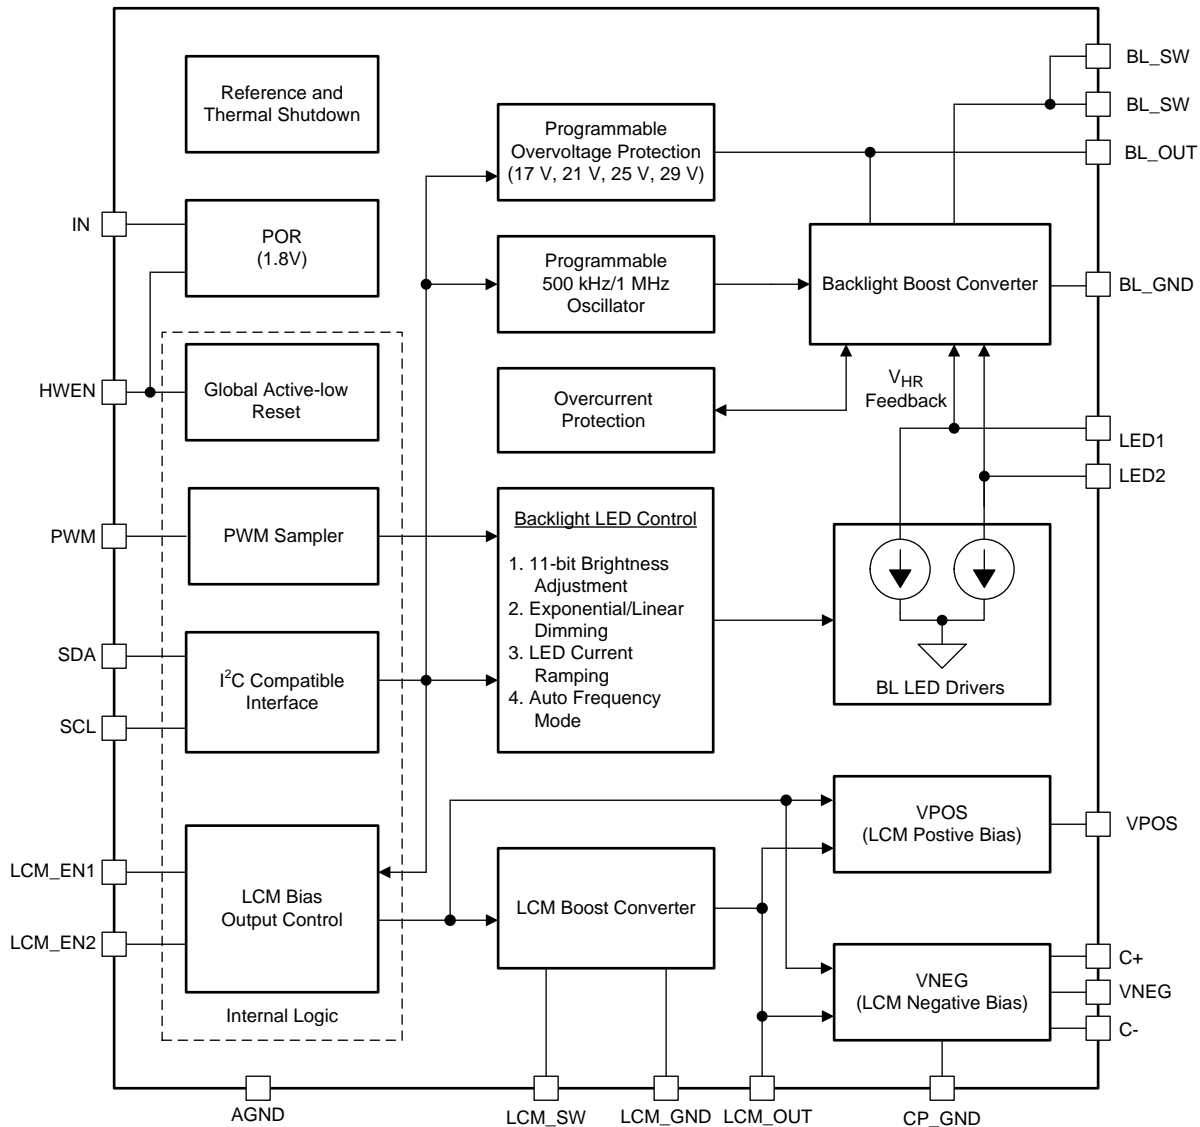 Reference and
Thermal Shutdown
POR
(1.8V)
Global Active-low
Reset
PWM Sampler
I²C Compatible
Interface
LCM Bias
Output Control
Internal Logic
Programmable
Overvoltage Protection
(17 V, 21 V, 25 V, 29 V)
Programmable
500 kHz/1 MHz
Oscillator
Overcurrent
Protection
Backlight LED Control
1. 11-bit Brightness
Adjustment
2. Exponential/Linear
Dimming
3. LED Current
Ramping
4. Auto Frequency
Mode
LCM Boost Converter
Backlight Boost Converter
VHR
Feedback
BL LED Drivers
VPOS
(LCM Postive Bias)
VNEG
(LCM Negative Bias)
IN
HWEN
PWM
SDA
SCL
LCM_EN1
LCM_EN2
BL_SW
BL_SW
BL_OUT
BL_GND
LED1
LED2
VPOS
C+
VNEG
C-
AGND
LCM_SW
LCM_GND
LCM_OUT
CP_GND